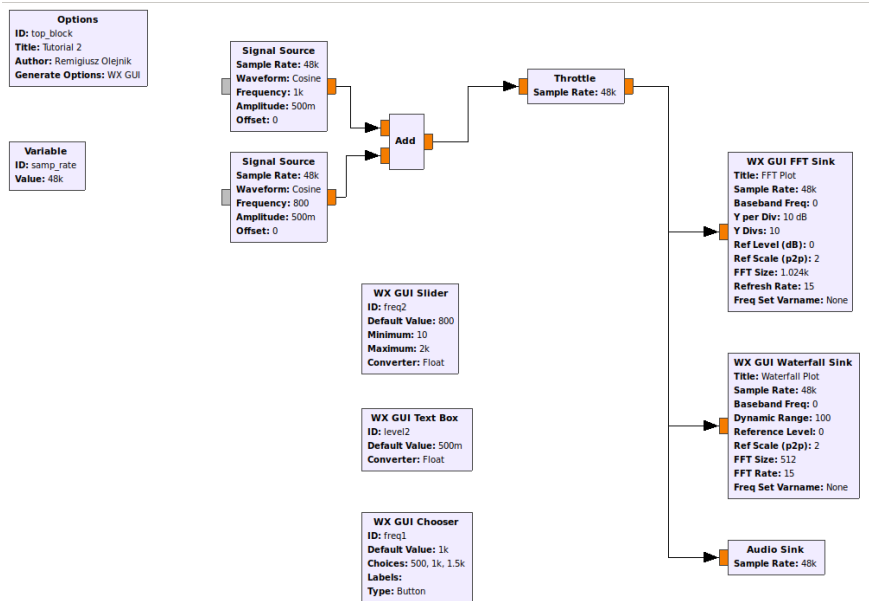 Options
ID: top_block
Title: Tutorial 2
Author: Remigiusz Olejnik
Generate Options: WX GUI
Variable
ID: samp_rate
Value: 48k
Signal Source
Sample Rate: 48k
Waveform: Cosine
Frequency: 1k
Amplitude: 500m
Offset: 0
Signal Source
Sample Rate: 48k
Waveform: Cosine
Frequency: 800
Amplitude: 500m
Offset: 0
Add
Throttle
Sample Rate: 48k
WX GUI Slider
ID: freq2
Default Value: 800
Minimum: 10
Maximum: 2k
Converter: Float
WX GUI Text Box
ID: level2
Default Value: 500m
Converter: Float
WX GUI Chooser
ID: freq1
Default Value: 1k
Choices: 500, 1k, 1.5k
Labels:
Type: Button
WX GUI FFT Sink
Title: FFT Plot
Sample Rate: 48k
Baseband Freq: 0
Y per Div: 10 dB
Y Divs: 10
Ref Level (dB): 0
Ref Scale (p2p): 2
FFT Size: 1.024k
Refresh Rate: 15
Freq Set Varname: None
WX GUI Waterfall Sink
Title: Waterfall Plot
Sample Rate: 48k
Baseband Freq: 0
Dynamic Range: 100
Reference Level: 0
Ref Scale (p2p): 2
FFT Size: 512
FFT Rate: 15
Freq Set Varname: None
Audio Sink
Sample Rate: 48k